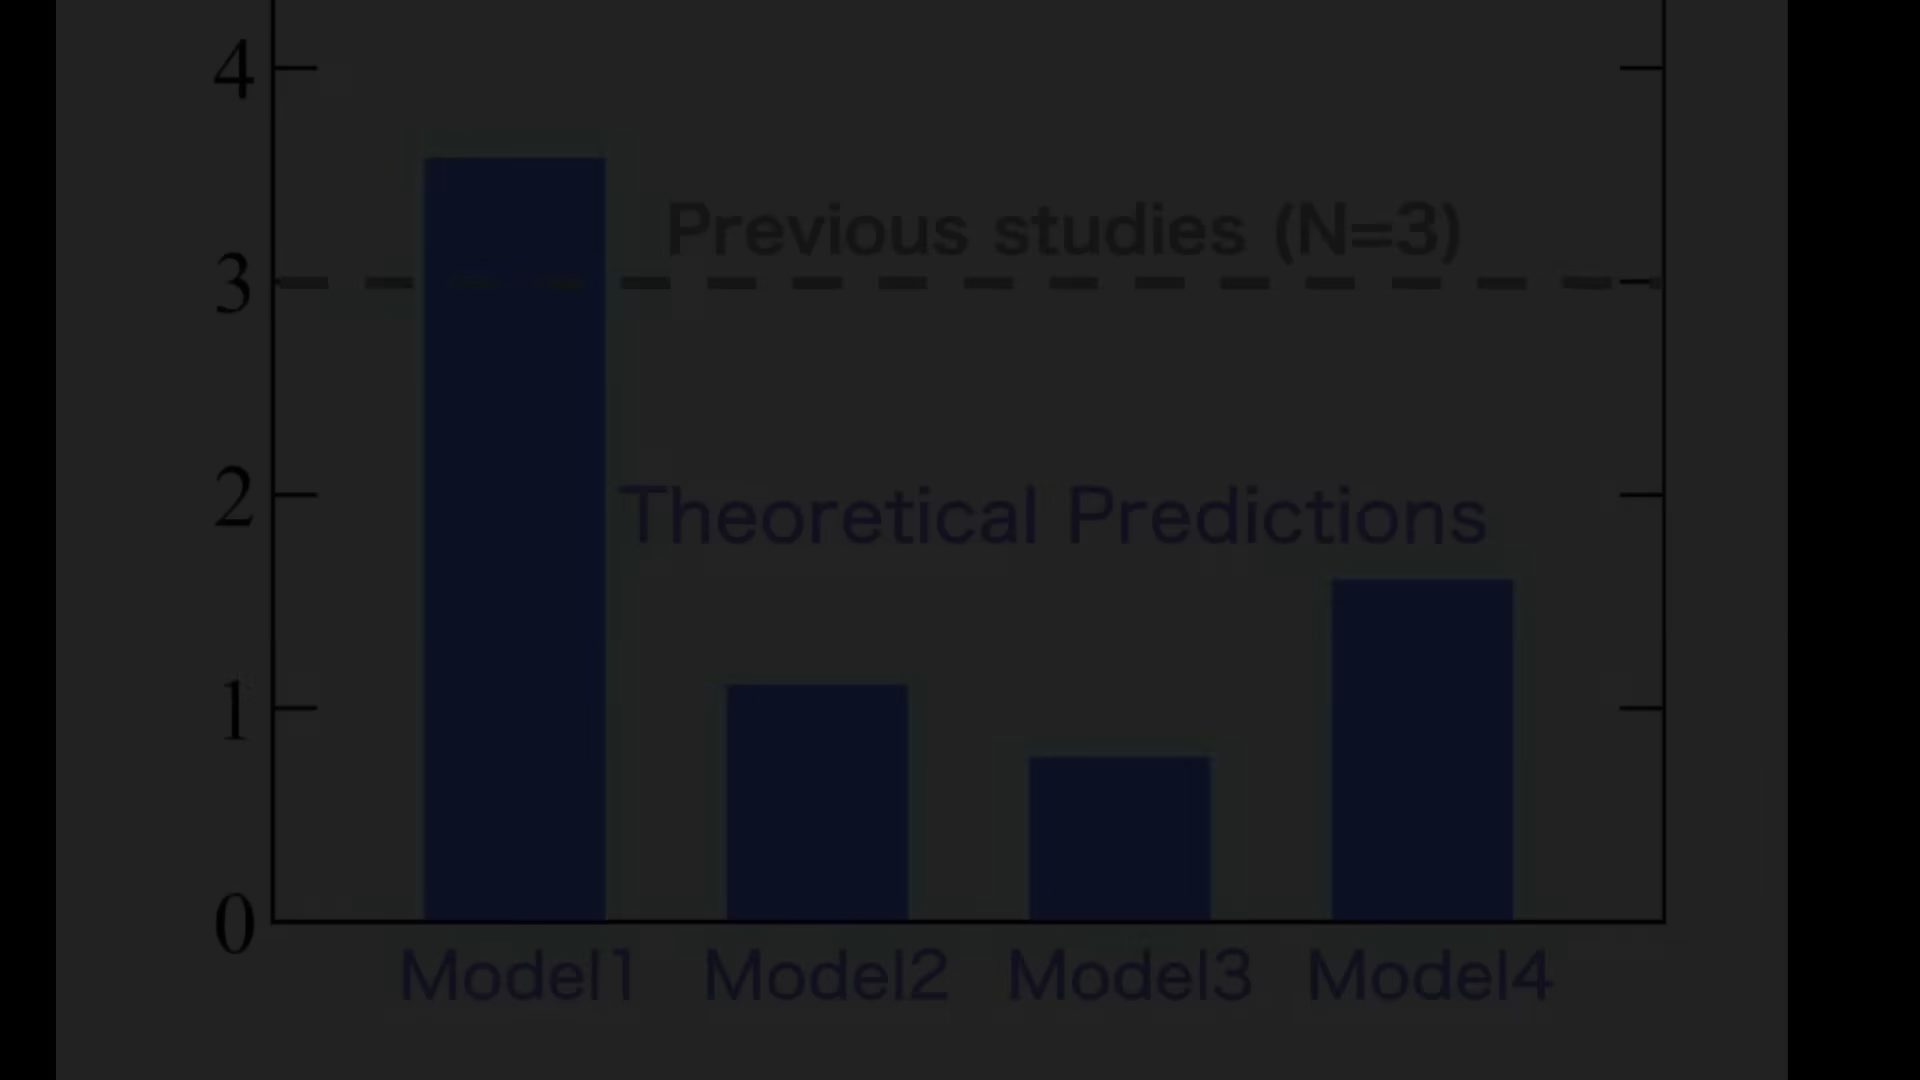 4
Previous studies (N=3)
3
2
Theoretical Predictions
1
0
Model1 Model2 Model3 Model4